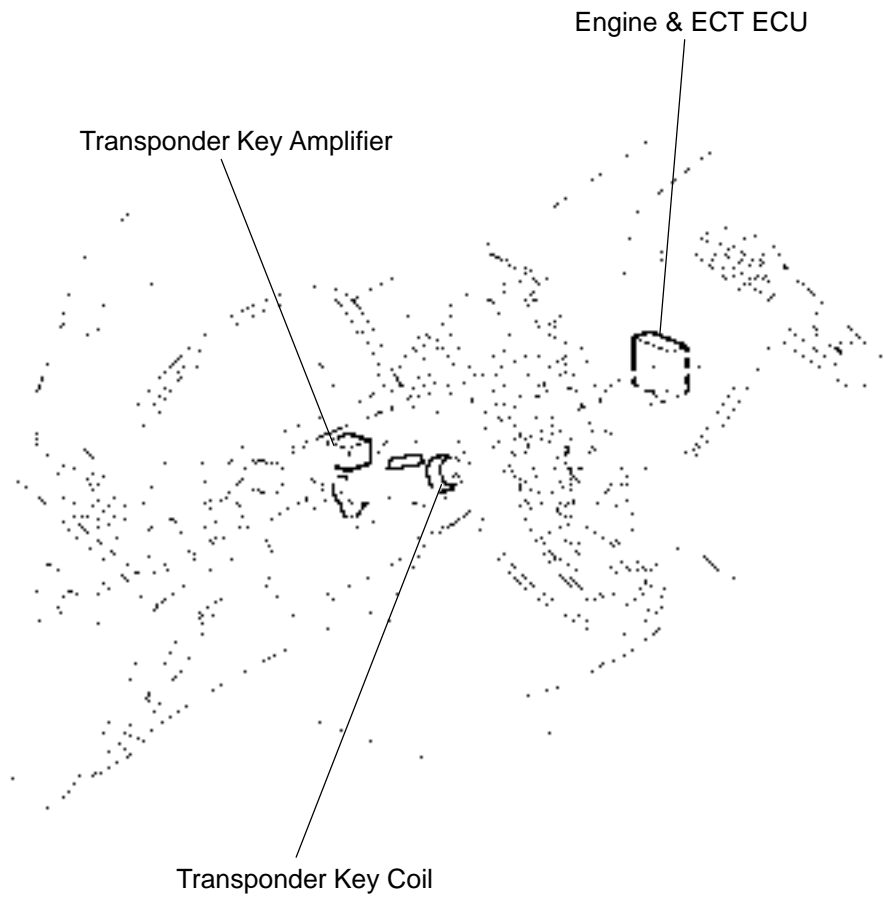 Engine & ECT ECU
Transponder Key Amplifier
Transponder Key Coil